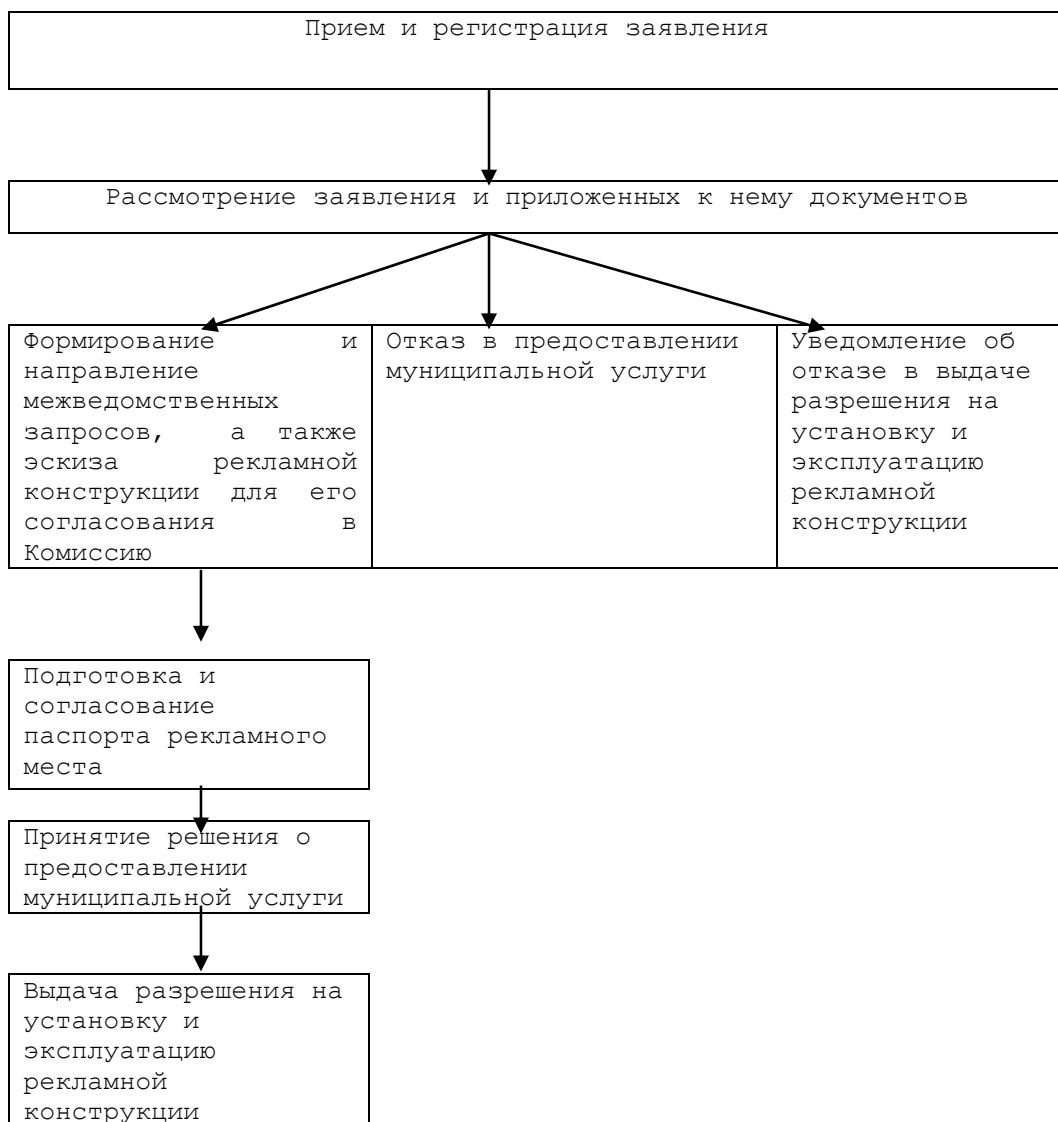 Прием и регистрация заявления
Рассмотрение заявления и приложенных к нему документов
Формирование и
направление
межведомственных
запросов, а также
эскиза рекламной
конструкции для его
согласования в
Комиссию
Отказ в предоставлении
муниципальной услуги
Уведомление об
отказе в выдаче
разрешения на
установку и
эксплуатацию
рекламной
конструкции
Подготовка и
согласование
паспорта рекламного
места
Принятие решения о
предоставлении
муниципальной услуги
Выдача разрешения на
установку и
эксплуатацию
рекламной
конструкции